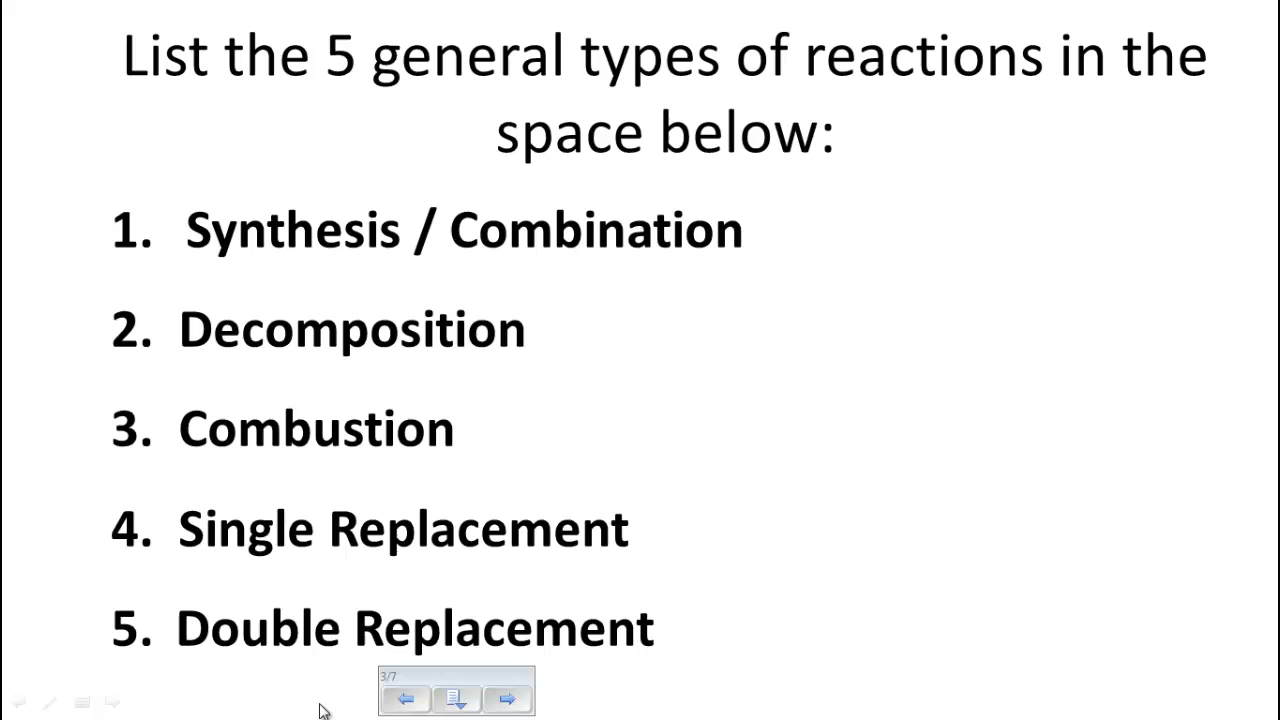 List the 5 general types of reactions in the
space below:
1. Synthesis / Combination
2. Decomposition
3. Combustion
4. Single Replacement
5. Double Replacement
3/7